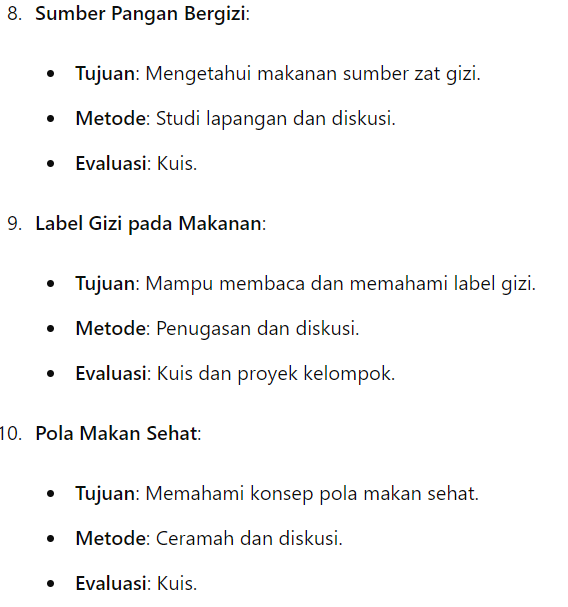 8. Sumber Pangan Bergizi:
• Tujuan: Mengetahui makanan sumber zat gizi.
• Metode: Studi lapangan dan diskusi.
• Evaluasi: Kuis.
9. Label Gizi pada Makanan:
• Tujuan: Mampu membaca dan memahami label gizi.
• Metode: Penugasan dan diskusi.
• Evaluasi: Kuis dan proyek kelompok.
10. Pola Makan Sehat:
• Tujuan: Memahami konsep pola makan sehat.
• Metode: Ceramah dan diskusi.
• Evaluasi: Kuis.